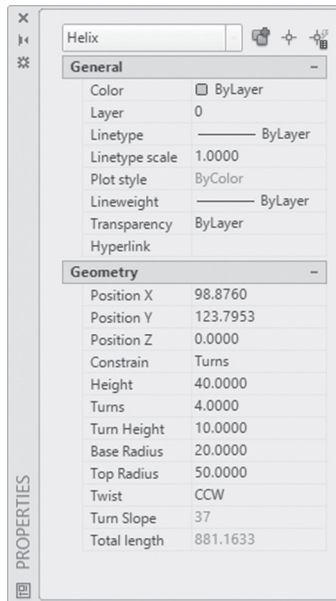 Helix
General –
Color ByLayer
Layer 0
Linetype ByLayer
Linetype scale 1.0000
Plot style ByColor
Lineweight ByLayer
Transparency ByLayer
Hyperlink
Geometry –
Position X 98.8760
Position Y 123.7953
Position Z 0.0000
Constrain Turns
Height 40.0000
Turns 4.0000
Turn Height 10.0000
Base Radius 20.0000
Top Radius 50.0000
Twist CCW
Turn Slope 37
Total length 881.1633
PROPERTIES